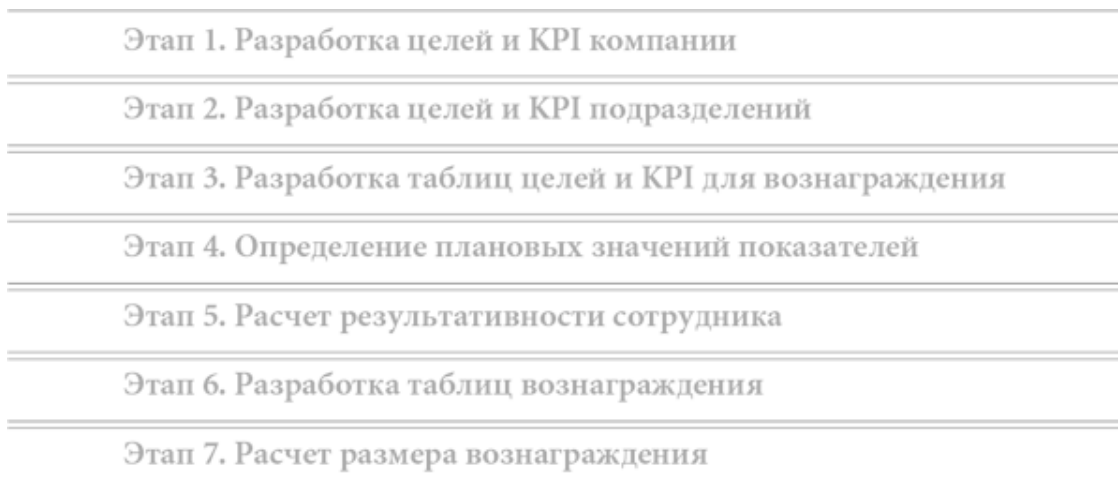 Этап 1. Разработка целей и KPI компании
Этап 2. Разработка целей и KPI подразделений
Этап 3. Разработка таблиц целей и KPI для вознаграждения
Этап 4. Определение плановых значений показателей
Этап 5. Расчет результативности сотрудника
Этап 6. Разработка таблиц вознаграждения
Этап 7. Расчет размера вознаграждения